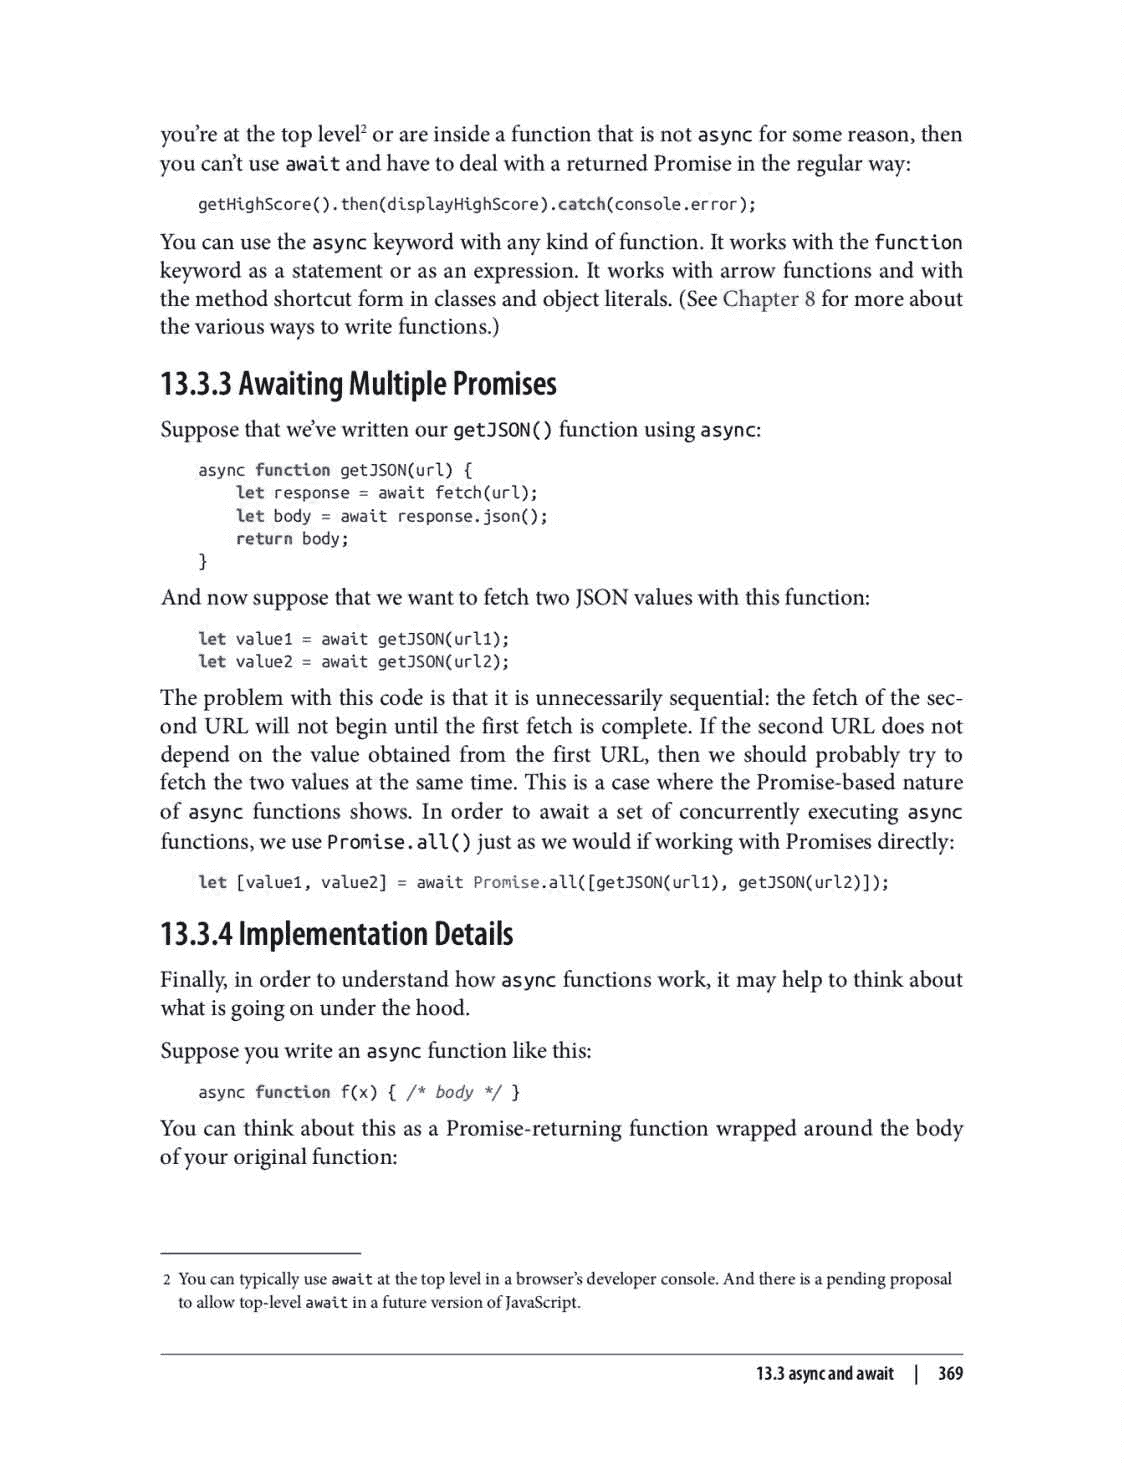 you're at the top level² or are inside a function that is not async for some reason, then
you can't use await and have to deal with a returned Promise in the regular way:
getHighScore().then(displayHighScore).catch(console.error);
You can use the async keyword with any kind of function. It works with the function
keyword as a statement or as an expression. It works with arrow functions and with
the method shortcut form in classes and object literals. (See Chapter 8 for more about
the various ways to write functions.)
13.3.3 Awaiting Multiple Promises
Suppose that we've written our getJSON() function using async:
async function getJSON(url) {
let response = await fetch(url);
let body = await response.json();
return body;
}
And now suppose that we want to fetch two JSON values with this function:
let value1 = await getJSON(url1);
let value2 = await getJSON(url2);
The problem with this code is that it is unnecessarily sequential: the fetch of the sec-
ond URL will not begin until the first fetch is complete. If the second URL does not
depend on the value obtained from the first URL, then we should probably try to
fetch the two values at the same time. This is a case where the Promise-based nature
of async functions shows. In order to await a set of concurrently executing async
functions, we use Promise.all() just as we would if working with Promises directly:
let [value1, value2] = await Promise.all([getJSON(url1), getJSON(url2)]);
13.3.4 Implementation Details
Finally, in order to understand how async functions work, it may help to think about
what is going on under the hood.
Suppose you write an async function like this:
async function f(x) { /* body */ }
You can think about this as a Promise-returning function wrapped around the body
of your original function:
2 You can typically use await at the top level in a browser's developer console. And there is a pending proposal
to allow top-level await in a future version of JavaScript.
13.3 async and await | 369